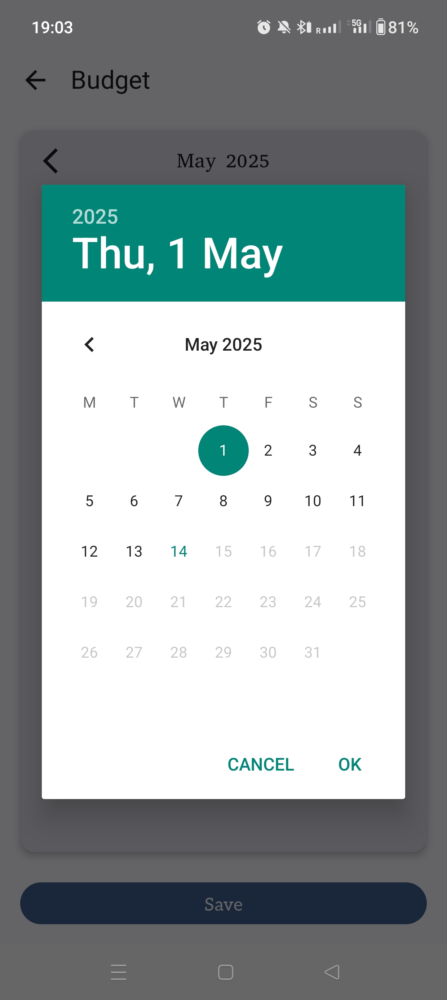 19:03 R 5G 81%
Budget
May 2025
2025
Thu, 1 May
May 2025
M T W T F S S
1 2 3 4
5 6 7 8 9 10 11
12 13 14 15 16 17 18
19 20 21 22 23 24 25
26 27 28 29 30 31
CANCEL OK
Save